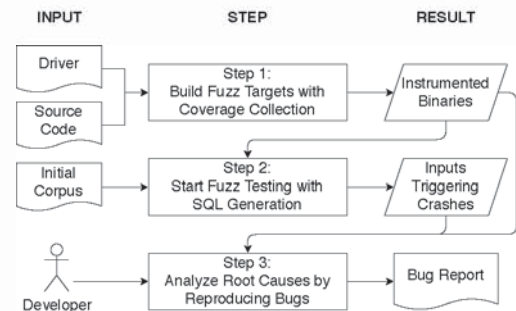 INPUT STEP RESULT
Driver
Source
Code
Step 1:
Build Fuzz Targets with
Coverage Collection
Instrumented
Binaries
Initial
Corpus
Step 2:
Start Fuzz Testing with
SQL Generation
Inputs
Triggering
Crashes
Developer
Step 3:
Analyze Root Causes by
Reproducing Bugs
Bug Report